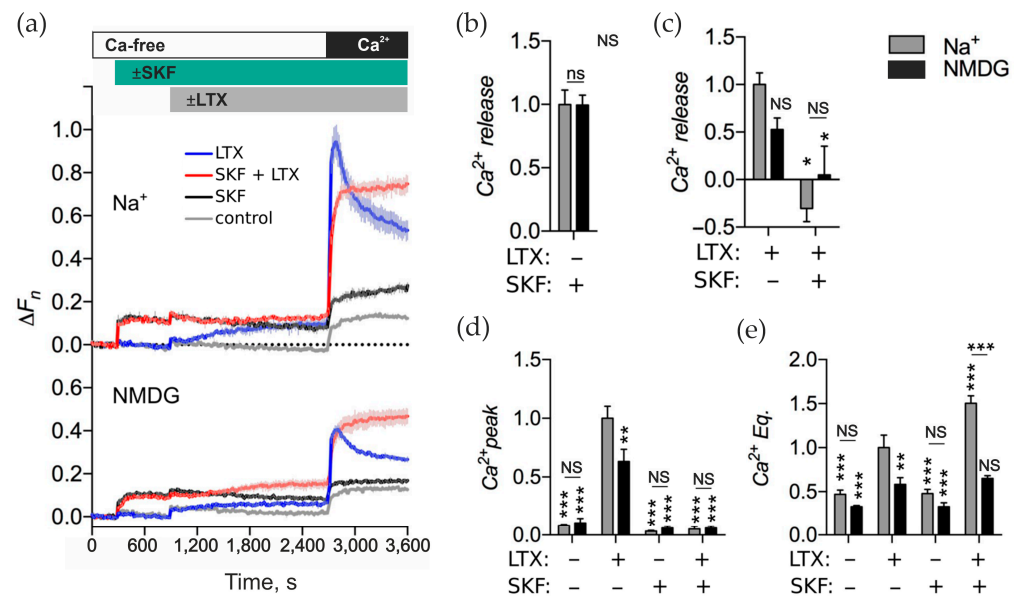 (a)
Ca-free
Ca²⁺
±SKF
±LTX
ΔFₙ
1.0
0.8
0.6
0.4
0.2
0.0
Na⁺
LTX
SKF + LTX
SKF
control
0.6
0.4
0.2
0.0
NMDG
0 600 1,200 1,800 2,400 3,000 3,600
Time, s
(b)
Ca²⁺ release
1.5
1.0
0.5
0.0
NS
ns
LTX: –
SKF: +
(c)
Ca²⁺ release
1.5
1.0
0.5
0.0
−0.5
NS
NS
*
*
LTX: + +
SKF: – +
Na⁺
NMDG
(d)
Ca²⁺peak
1.5
1.0
0.5
0.0
NS
*** ***
**
NS
*** ***
NS
*** ***
LTX: – + – +
SKF: – – + +
(e)
Ca²⁺ Eq.
2.0
1.5
1.0
0.5
0.0
NS
*** ***
**
NS
*** ***
***
*** NS
LTX: – + – +
SKF: – – + +